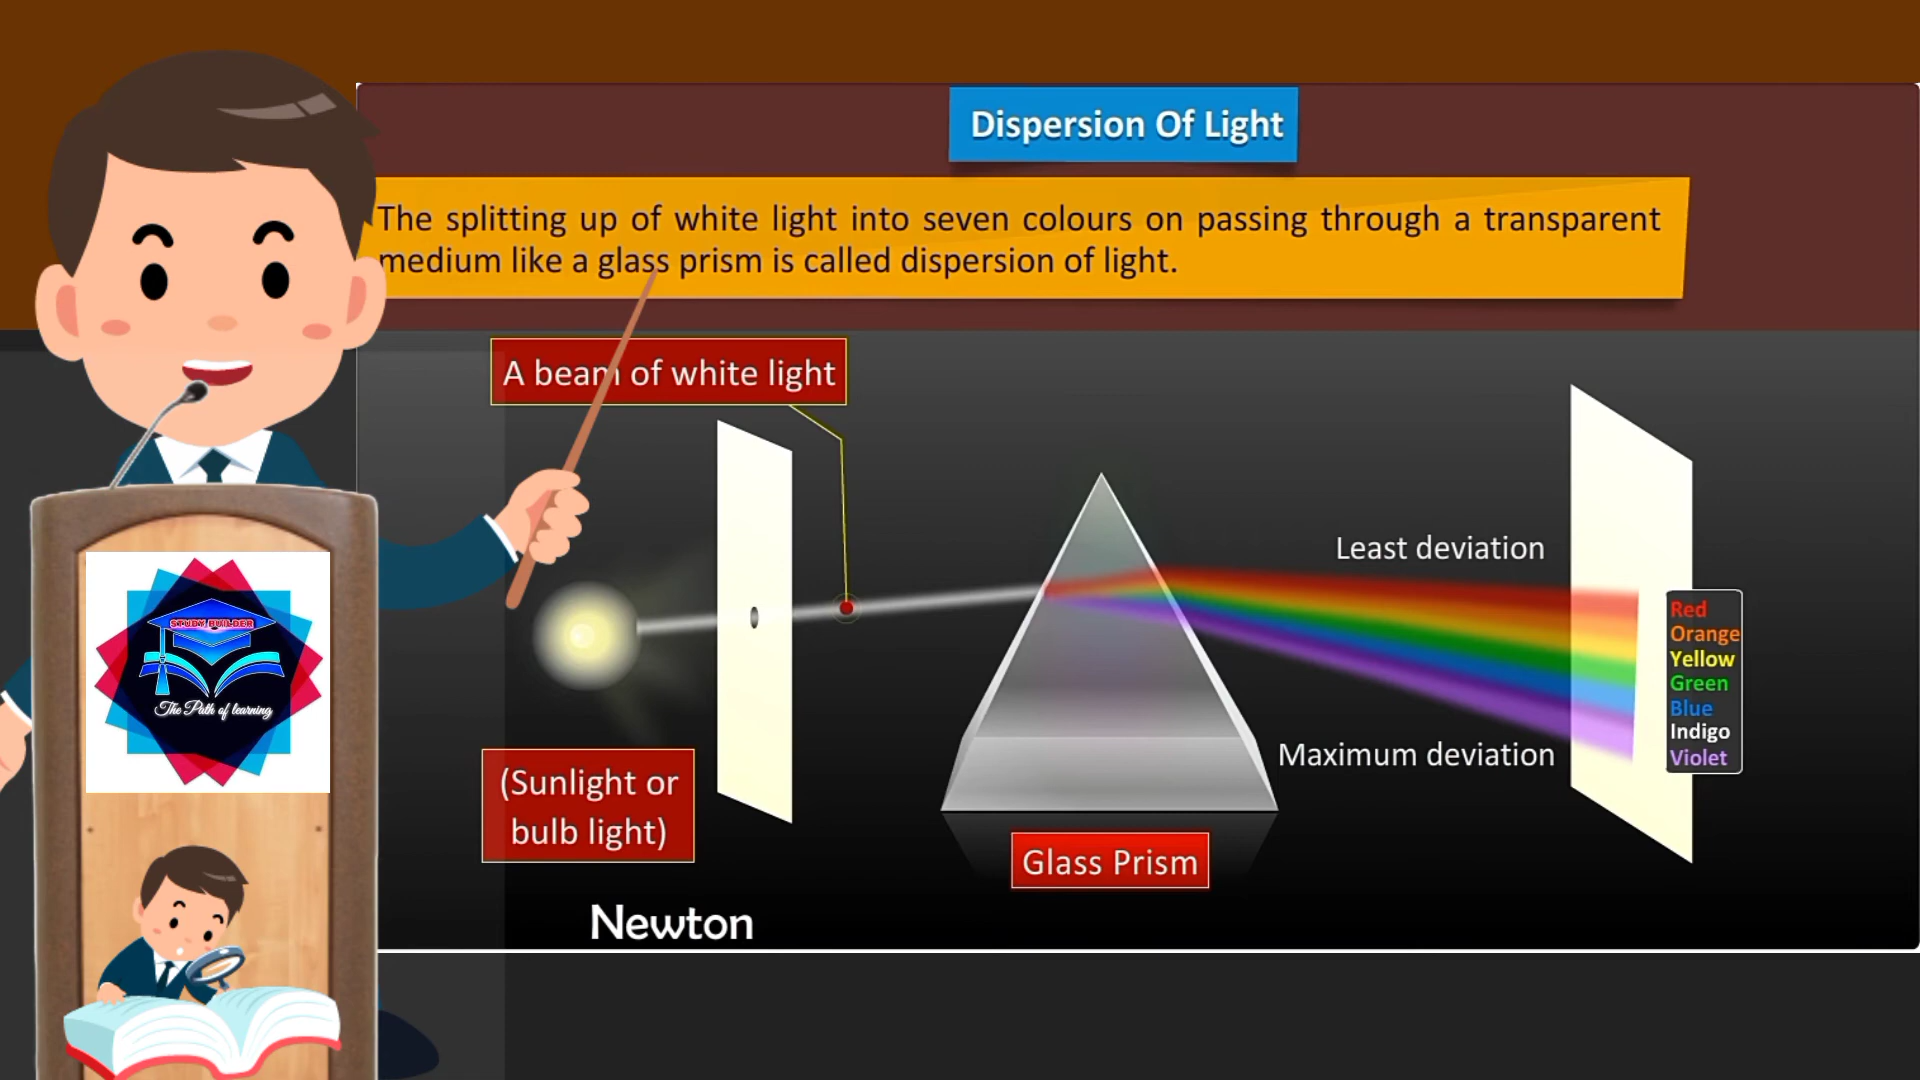 Dispersion Of Light
The splitting up of white light into seven colours on passing through a transparent
medium like a glass prism is called dispersion of light.
A beam of white light
Least deviation
Red
Orange
Yellow
Green
Blue
Indigo
Violet
Maximum deviation
(Sunlight or
bulb light)
Glass Prism
Newton
STUDY BUILDER
The Path of learning